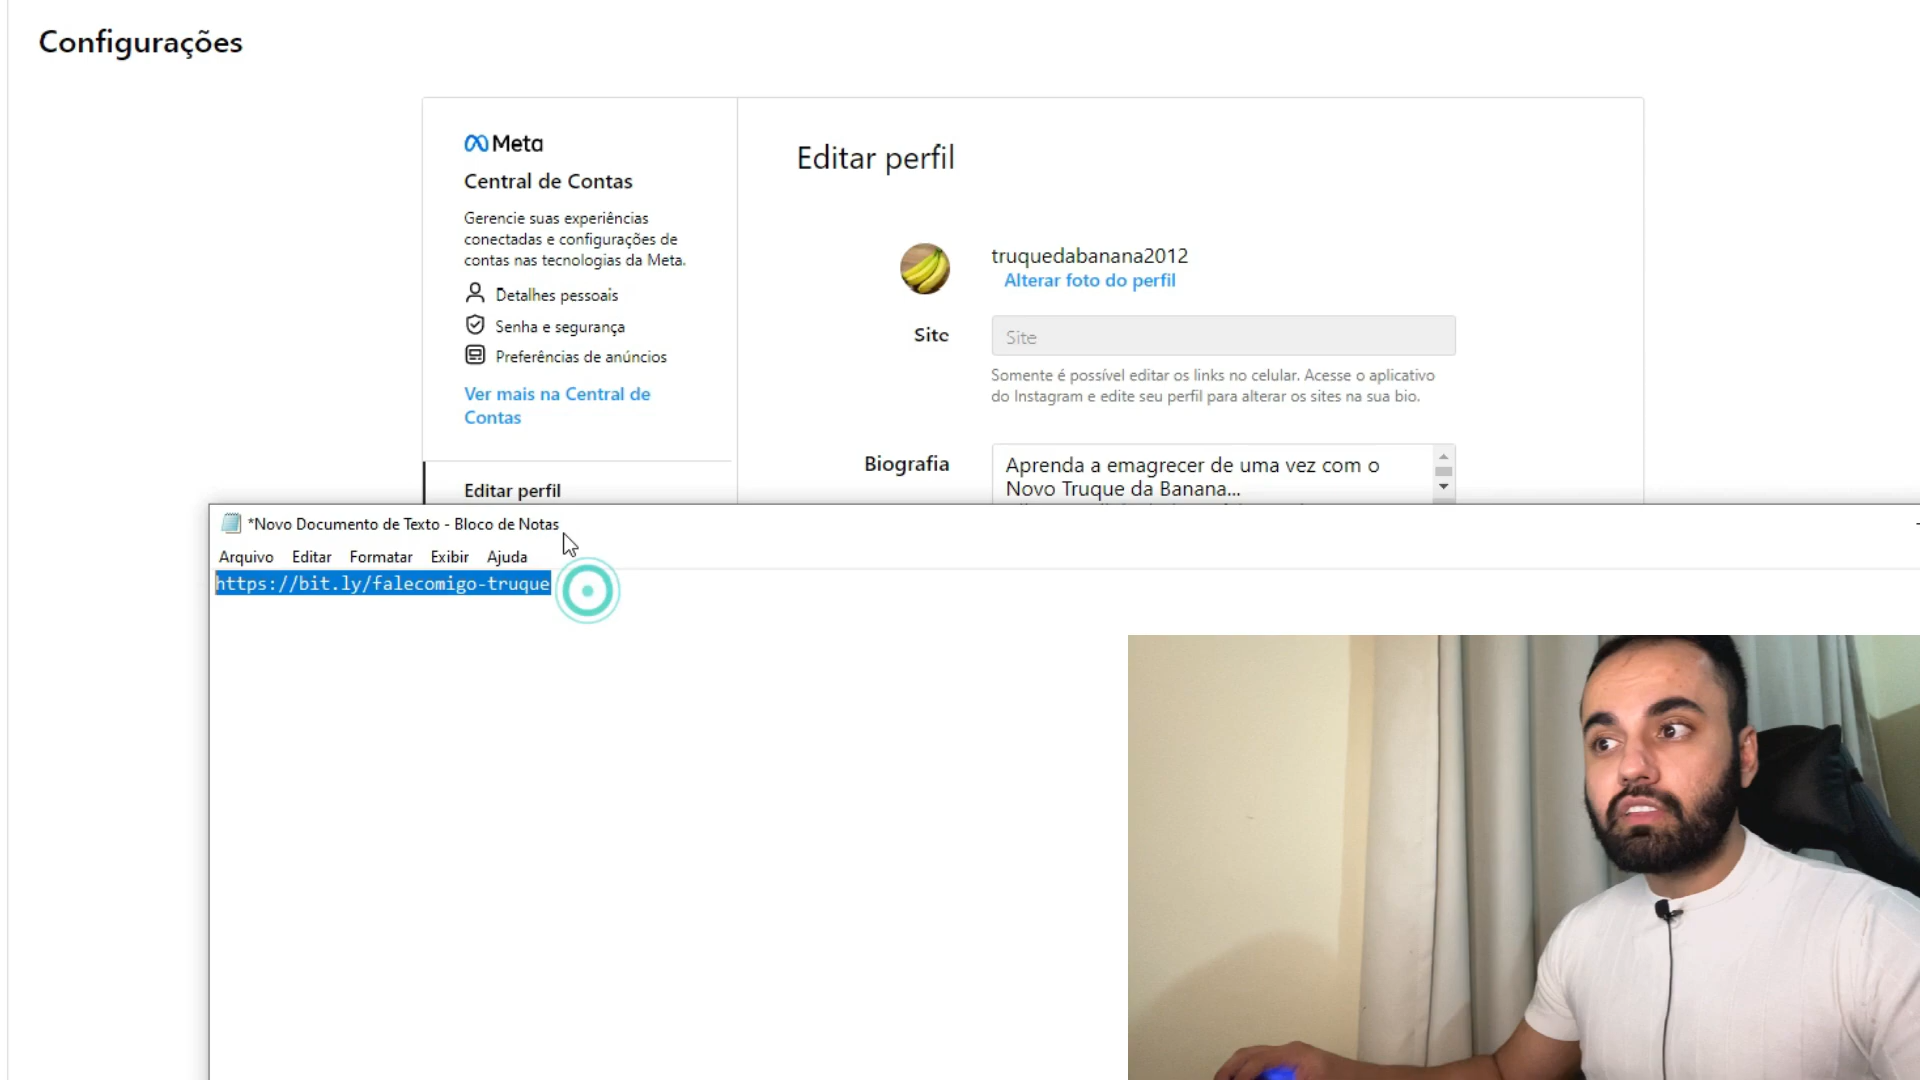 Configurações
Meta
Central de Contas
Gerencie suas experiências
conectadas e configurações de
contas nas tecnologias da Meta.
Detalhes pessoais
Senha e segurança
Preferências de anúncios
Ver mais na Central de
Contas
Editar perfil
Editar perfil
truquedabanana2012
Alterar foto do perfil
Site
Site
Somente é possível editar os links no celular. Acesse o aplicativo
do Instagram e edite seu perfil para alterar os sites na sua bio.
Biografia
Aprenda a emagrecer de uma vez com o
Novo Truque da Banana...
*Novo Documento de Texto - Bloco de Notas
Arquivo Editar Formatar Exibir Ajuda
https://bit.ly/falecomigo-truque